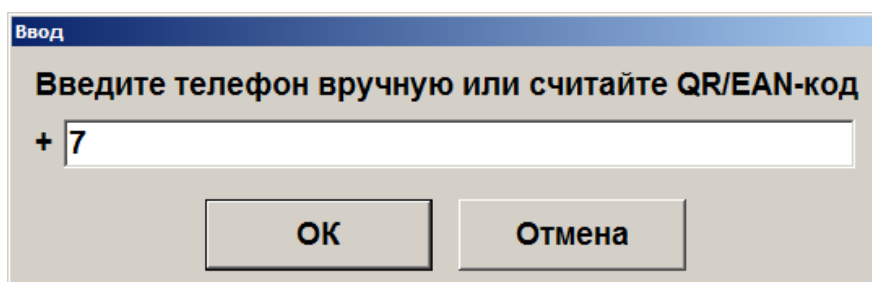 Ввод
Введите телефон вручную или считайте QR/EAN-код
+ 7
ОК Отмена